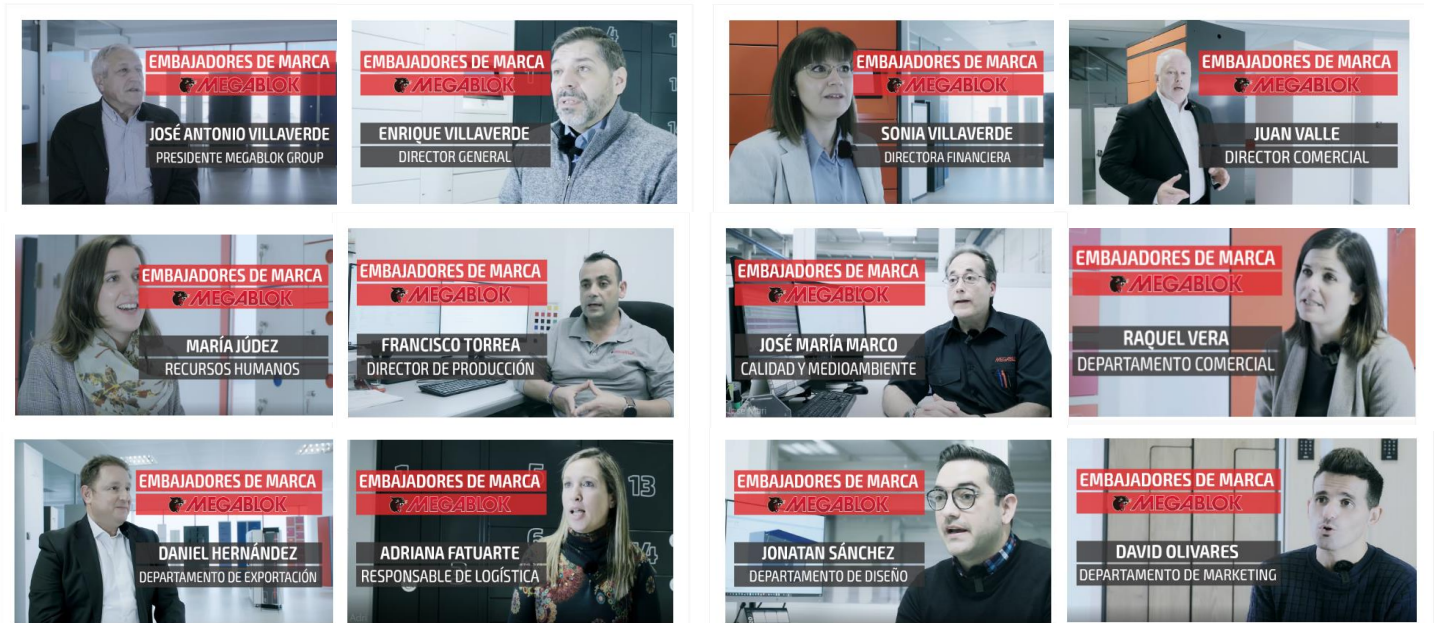 EMBAJADORES DE MARCA
MEGABLOK
JOSÉ ANTONIO VILLAVERDE
PRESIDENTE MEGABLOK GROUP
EMBAJADORES DE MARCA
MEGABLOK
ENRIQUE VILLAVERDE
DIRECTOR GENERAL
EMBAJADORES DE MARCA
MEGABLOK
SONIA VILLAVERDE
DIRECTORA FINANCIERA
EMBAJADORES DE MARCA
MEGABLOK
JUAN VALLE
DIRECTOR COMERCIAL
EMBAJADORES DE MARCA
MEGABLOK
MARÍA JÚDEZ
RECURSOS HUMANOS
EMBAJADORES DE MARCA
MEGABLOK
FRANCISCO TORREA
DIRECTOR DE PRODUCCIÓN
EMBAJADORES DE MARCA
MEGABLOK
JOSÉ MARÍA MARCO
CALIDAD Y MEDIOAMBIENTE
EMBAJADORES DE MARCA
MEGABLOK
RAQUEL VERA
DEPARTAMENTO COMERCIAL
EMBAJADORES DE MARCA
MEGABLOK
DANIEL HERNÁNDEZ
DEPARTAMENTO DE EXPORTACIÓN
EMBAJADORES DE MARCA
MEGABLOK
13
ADRIANA FATUARTE
RESPONSABLE DE LOGÍSTICA
EMBAJADORES DE MARCA
MEGABLOK
JONATAN SÁNCHEZ
DEPARTAMENTO DE DISEÑO
EMBAJADORES DE MARCA
MEGABLOK
DAVID OLIVARES
DEPARTAMENTO DE MARKETING